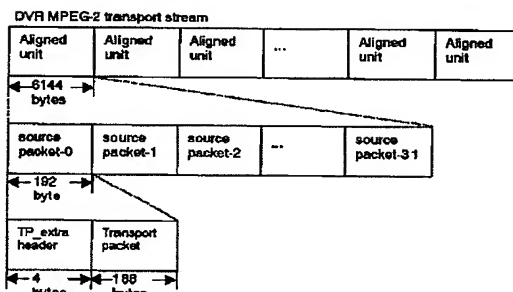 DVR MPEG-2 transport stream
Aligned unit
Aligned unit
Aligned unit
...
Aligned unit
Aligned unit
6144 bytes
source packet-0
source packet-1
source packet-2
...
source packet-31
192 byte
TP_extra header
Transport packet
4 bytes
188 bytes